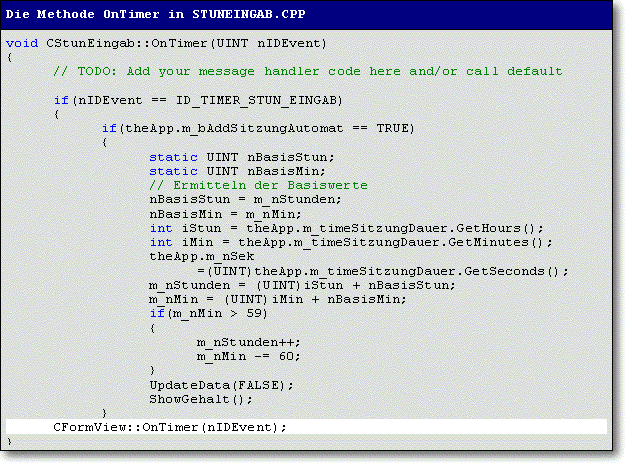 Die Methode OnTimer in STUNEINGAB.CPP
void CStunEingab::OnTimer(UINT nIDEvent)
{
// TODO: Add your message handler code here and/or call default
if(nIDEvent == ID_TIMER_STUN_EINGAB)
{
if(theApp.m_bAddSitzungAutomat == TRUE)
{
static UINT nBasisStun;
static UINT nBasisMin;
// Ermitteln der Basiswerte
nBasisStun = m_nStunden;
nBasisMin = m_nMin;
int iStun = theApp.m_timeSitzungDauer.GetHours();
int iMin = theApp.m_timeSitzungDauer.GetMinutes();
theApp.m_nSek
=(UINT)theApp.m_timeSitzungDauer.GetSeconds();
m_nStunden = (UINT)iStun + nBasisStun;
m_nMin = (UINT)iMin + nBasisMin;
if(m_nMin > 59)
{
m_nStunden++;
m_nMin -= 60;
}
UpdateData(FALSE);
ShowGehalt();
}
CFormView::OnTimer(nIDEvent);
}